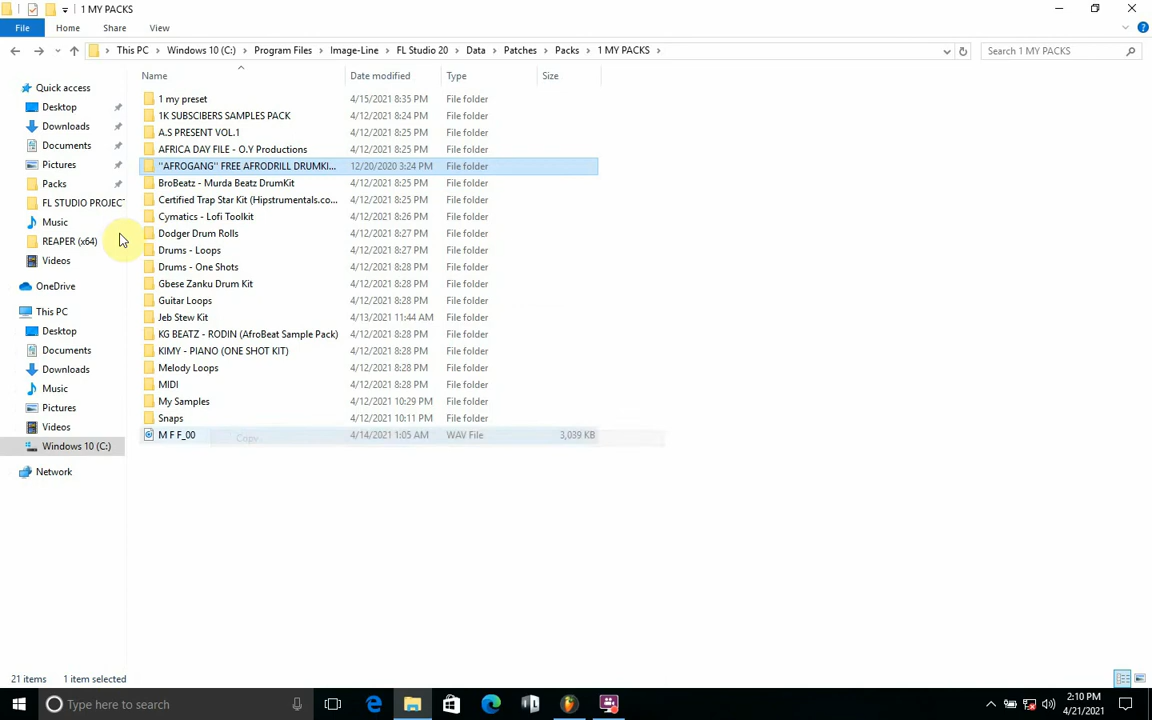 1 MY PACKS
File Home Share View
This PC Windows 10 (C:) Program Files Image-Line FL Studio 20 Data Patches Packs 1 MY PACKS
Search 1 MY PACKS
Name Date modified Type Size
Quick access
Desktop
Downloads
Documents
Pictures
Packs
FL STUDIO PROJECT
Music
REAPER (x64)
Videos
OneDrive
This PC
Desktop
Documents
Downloads
Music
Pictures
Videos
Windows 10 (C:)
Network
1 my preset 4/15/2021 8:35 PM File folder
1K SUBSCIBERS SAMPLES PACK 4/12/2021 8:24 PM File folder
A.S PRESENT VOL.1 4/12/2021 8:25 PM File folder
AFRICA DAY FILE - O.Y Productions 4/12/2021 8:25 PM File folder
"AFROGANG" FREE AFRODRILL DRUMKI... 12/20/2020 3:24 PM File folder
BroBeatz - Murda Beatz DrumKit 4/12/2021 8:25 PM File folder
Certified Trap Star Kit (Hipstrumentals.co... 4/12/2021 8:25 PM File folder
Cymatics - Lofi Toolkit 4/12/2021 8:26 PM File folder
Dodger Drum Rolls 4/12/2021 8:27 PM File folder
Drums - Loops 4/12/2021 8:27 PM File folder
Drums - One Shots 4/12/2021 8:28 PM File folder
Gbese Zanku Drum Kit 4/12/2021 8:28 PM File folder
Guitar Loops 4/12/2021 8:28 PM File folder
Jeb Stew Kit 4/13/2021 11:44 AM File folder
KG BEATZ - RODIN (AfroBeat Sample Pack) 4/12/2021 8:28 PM File folder
KIMY - PIANO (ONE SHOT KIT) 4/12/2021 8:28 PM File folder
Melody Loops 4/12/2021 8:28 PM File folder
MIDI 4/12/2021 8:28 PM File folder
My Samples 4/12/2021 10:29 PM File folder
Snaps 4/12/2021 10:11 PM File folder
M F F_00 4/14/2021 1:05 AM WAV File 3,039 KB
Copy
21 items 1 item selected
Type here to search
2:10 PM
4/21/2021